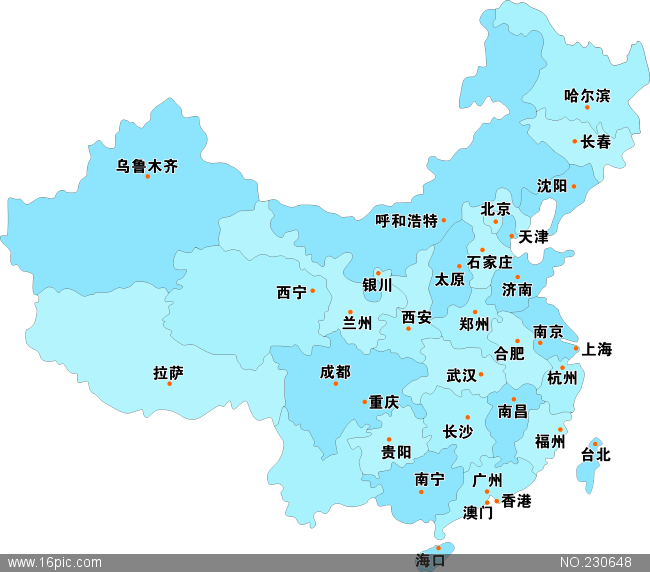 哈尔滨
长春
乌鲁木齐
沈阳
北京
呼和浩特
天津
石家庄
太原
银川
济南
西宁
兰州
西安
郑州
南京
合肥
上海
拉萨
成都
武汉
杭州
重庆
南昌
长沙
福州
贵阳
台北
南宁
广州
香港
澳门
海口
www.16pic.com
NO.230648